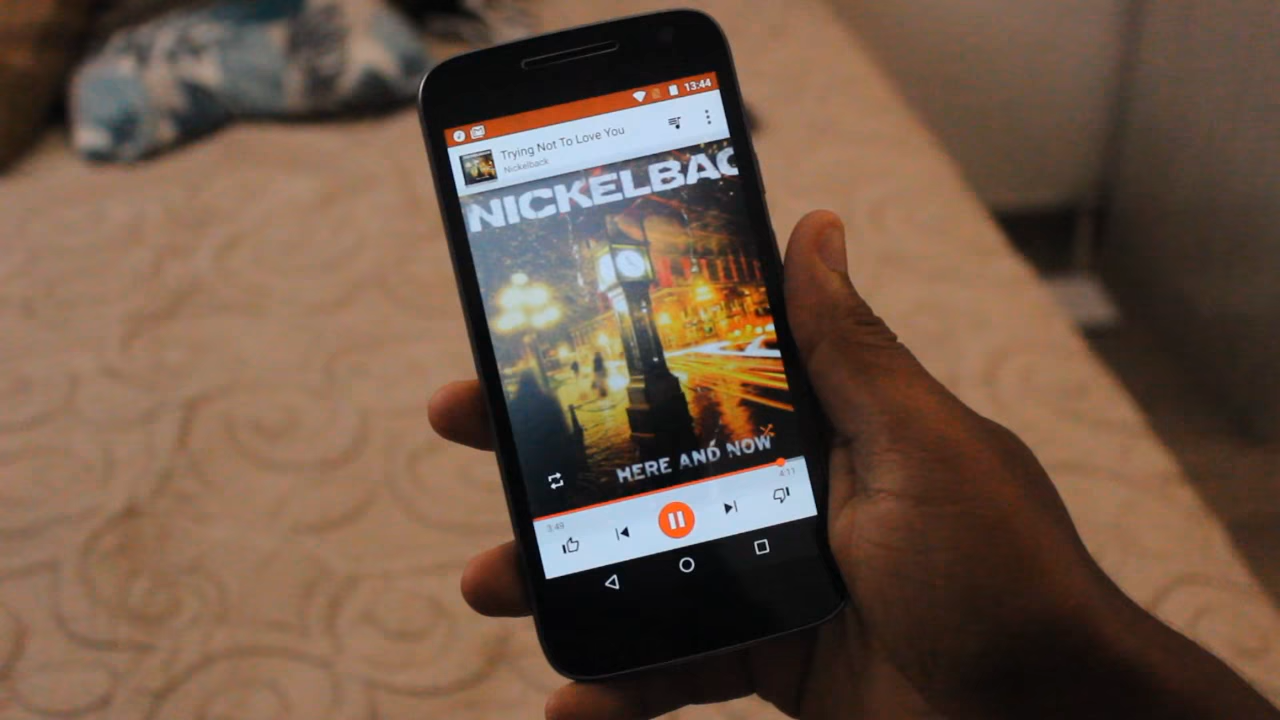 13:44
Trying Not To Love You
Nickelback
NICKELBAC
HERE AND NOW
3:49
4:11